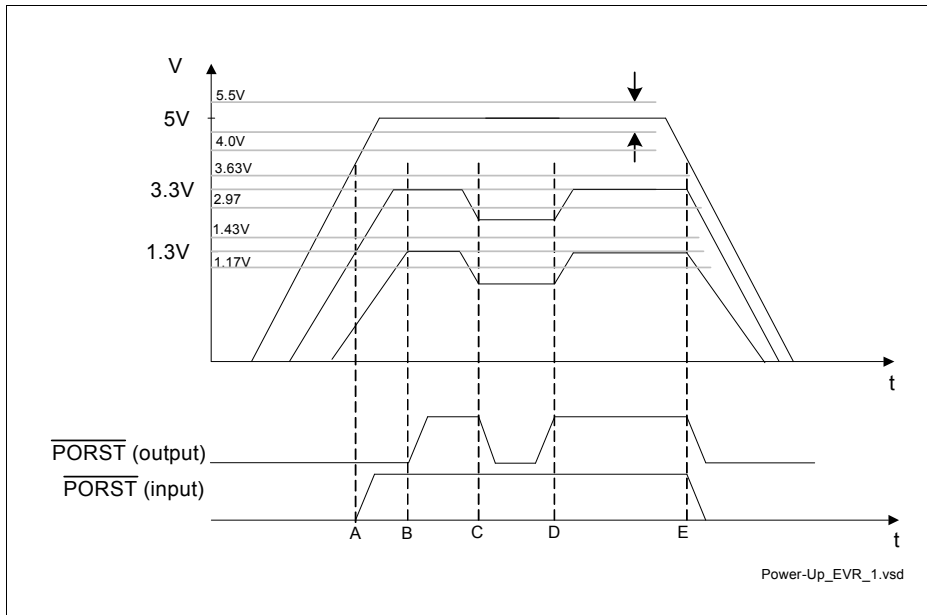 V
5.5V
5V
4.0V
3.63V
3.3V
2.97
1.43V
1.3V
1.17V
t
PORST (output)
PORST (input)
A B C D E
t
Power-Up_EVR_1.vsd